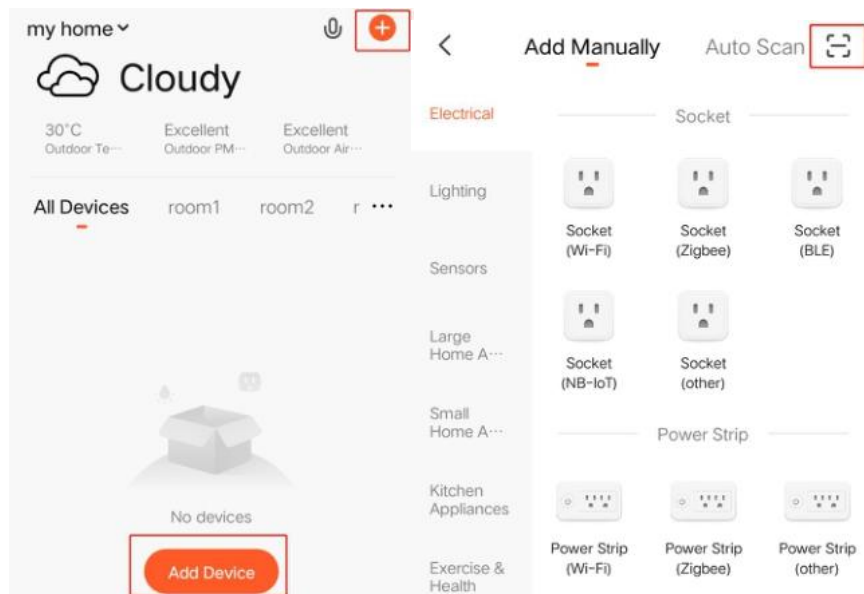 my home
Cloudy
30°C
Excellent
Excellent
Outdoor Te···
Outdoor PM···
Outdoor Air···
All Devices room1 room2 r ···
No devices
Add Device
Add Manually Auto Scan
Electrical
Lighting
Sensors
Large
Home A···
Small
Home A···
Kitchen
Appliances
Exercise &
Health
Socket
Socket
(Wi-Fi)
Socket
(Zigbee)
Socket
(BLE)
Socket
(NB-IoT)
Socket
(other)
Power Strip
Power Strip
(Wi-Fi)
Power Strip
(Zigbee)
Power Strip
(other)